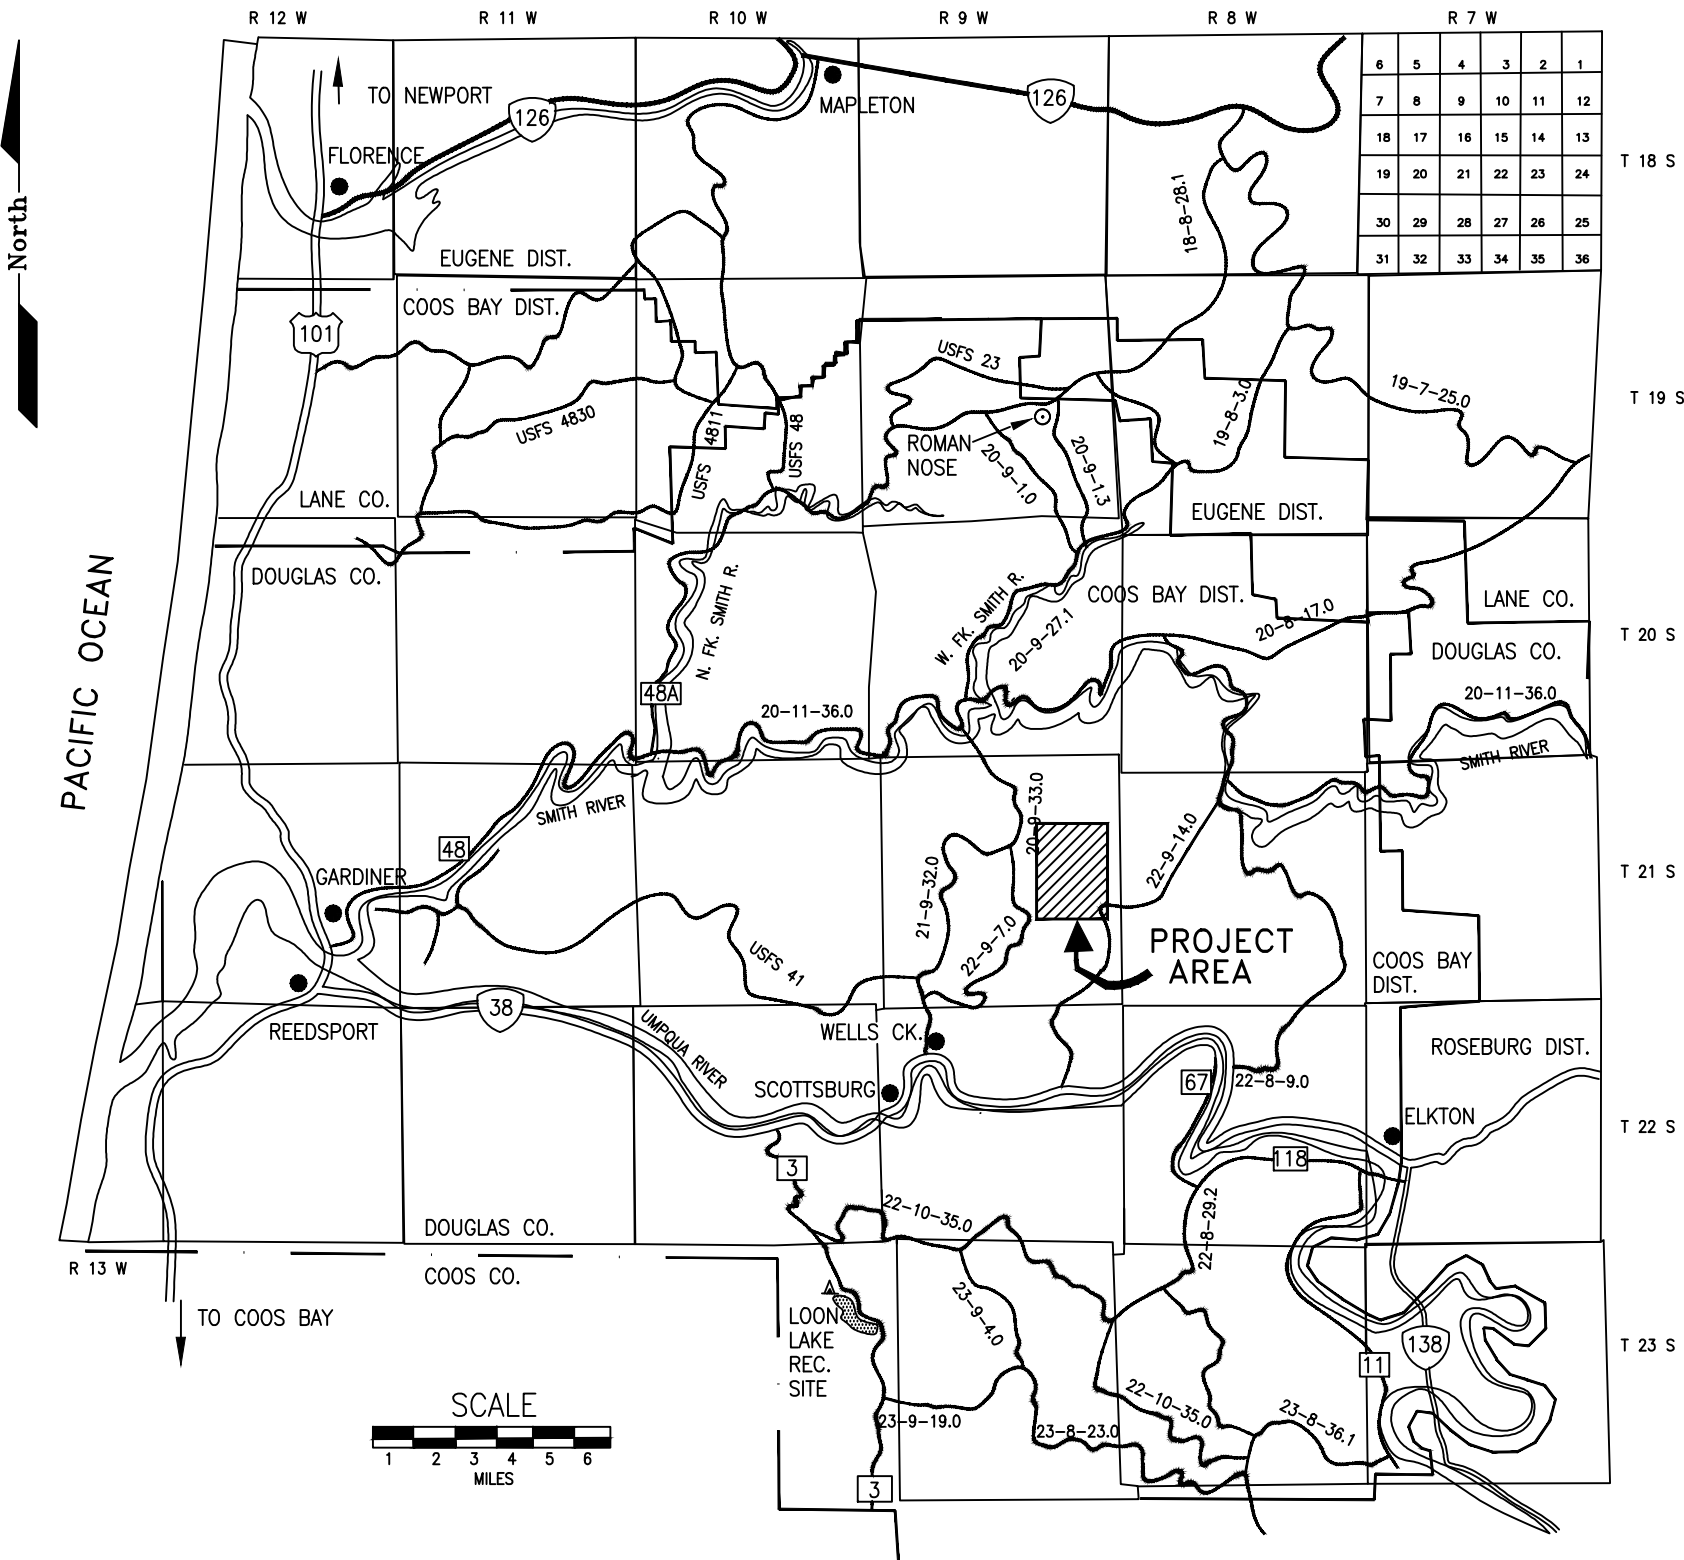 R 12 W
R 11 W
R 10 W
R 9 W
R 8 W
R 7 W
North
TO NEWPORT
126
MAPLETON
126
FLORENCE
6 5 4 3 2 1
7 8 9 10 11 12
18 17 16 15 14 13
19 20 21 22 23 24
30 29 28 27 26 25
31 32 33 34 35 36
T 18 S
18-8-28.1
EUGENE DIST.
COOS BAY DIST.
101
USFS 23
USFS 4830
USFS 4811
USFS 48
ROMAN
NOSE
20-9-1.0
20-9-1.3
19-8-3.0
19-7-25.0
T 19 S
LANE CO.
EUGENE DIST.
DOUGLAS CO.
PACIFIC OCEAN
N. FK. SMITH R.
W. FK. SMITH R.
20-9-27.1
COOS BAY DIST.
20-8-17.0
LANE CO.
DOUGLAS CO.
T 20 S
48A
20-11-36.0
20-11-36.0
SMITH RIVER
SMITH RIVER
48
GARDINER
20-9-33.0
21-9-32.0
22-9-7.0
22-9-14.0
T 21 S
USFS 41
PROJECT
AREA
COOS BAY
DIST.
38
REEDSPORT
UMPQUA RIVER
WELLS CK.
SCOTTSBURG
67
22-8-9.0
ROSEBURG DIST.
ELKTON
T 22 S
3
118
22-10-35.0
22-8-29.2
DOUGLAS CO.
COOS CO.
R 13 W
TO COOS BAY
LOON
LAKE
REC.
SITE
23-9-4.0
138
11
T 23 S
22-10-35.0
23-8-36.1
23-9-19.0
23-8-23.0
3
SCALE
1 2 3 4 5 6
MILES